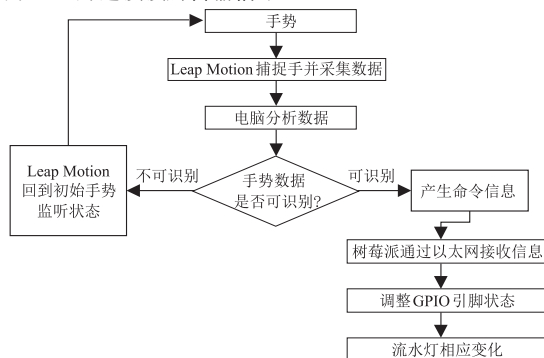 手势
Leap Motion 捕捉手并采集数据
电脑分析数据
Leap Motion
回到初始手势
监听状态
不可识别
手势数据
是否可识别?
可识别
产生命令信息
树莓派通过以太网接收信息
调整GPIO引脚状态
流水灯相应变化